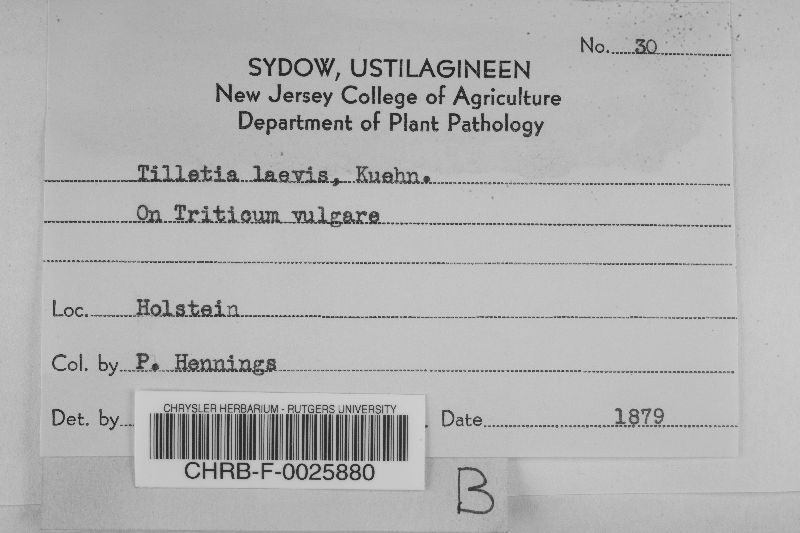 No. 30
SYDOW, USTILAGINEEN
New Jersey College of Agriculture
Department of Plant Pathology
Tilletia laevis, Kuehn.
On Triticum vulgare
Loc. Holstein
Col. by P. Hennings
Det. by Date 1879
CHRYSLER HERBARIUM - RUTGERS UNIVERSITY
CHRB-F-0025880
B